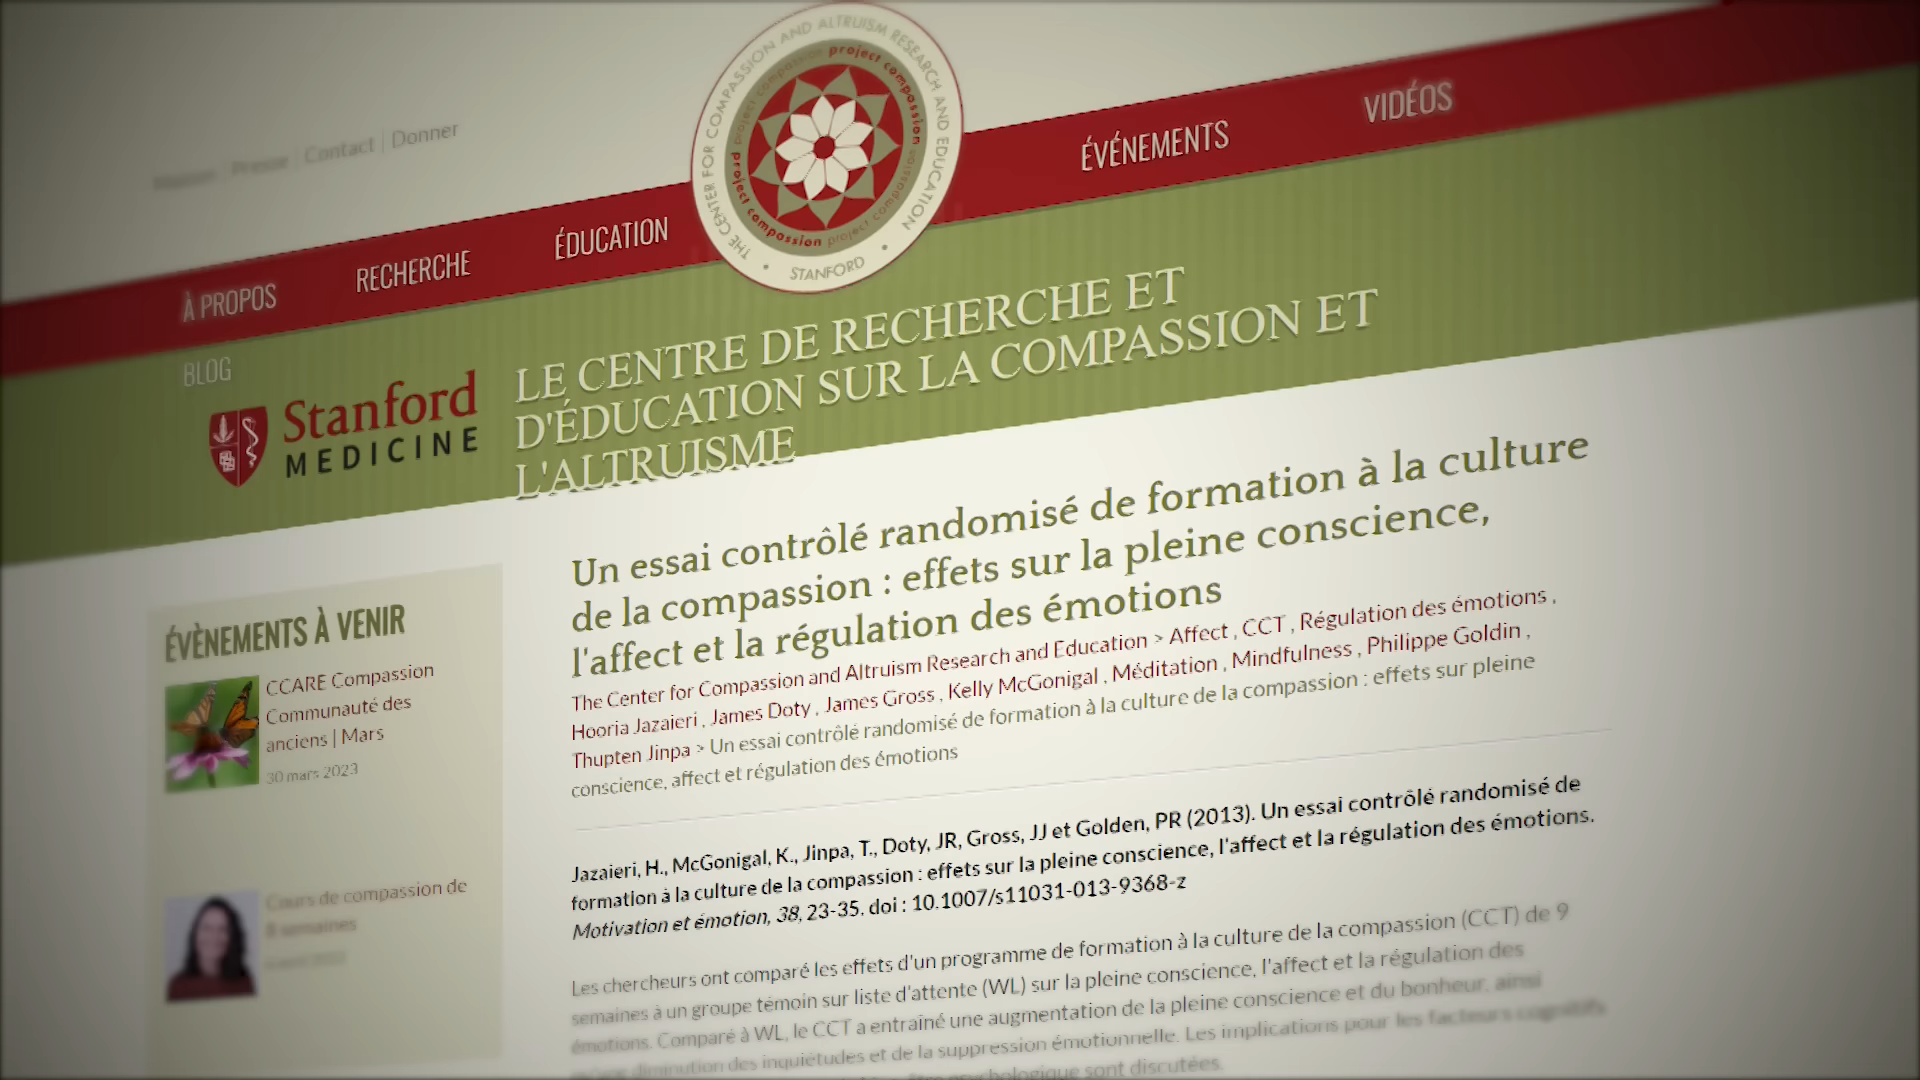 Presse | Contact | Donner
À PROPOS
RECHERCHE
ÉDUCATION
ÉVÉNEMENTS
VIDÉOS
BLOG
THE CENTER FOR COMPASSION AND ALTRUISM RESEARCH AND EDUCATION
• STANFORD •
project compassion project compassion project compassion project compassion
Stanford
MEDICINE
LE CENTRE DE RECHERCHE ET
D'ÉDUCATION SUR LA COMPASSION ET
L'ALTRUISME
ÉVÈNEMENTS À VENIR
CCARE Compassion
Communauté des
anciens | Mars
30 mars 2023
Cours de compassion de
8 semaines
Un essai contrôlé randomisé de formation à la culture
de la compassion : effets sur la pleine conscience,
l'affect et la régulation des émotions
The Center for Compassion and Altruism Research and Education > Affect , CCT , Régulation des émotions ,
Hooria Jazaieri , James Doty , James Gross , Kelly McGonigal , Méditation , Mindfulness , Philippe Goldin ,
Thupten Jinpa > Un essai contrôlé randomisé de formation à la culture de la compassion : effets sur pleine
conscience, affect et régulation des émotions
Jazaieri, H., McGonigal, K., Jinpa, T., Doty, JR, Gross, JJ et Golden, PR (2013). Un essai contrôlé randomisé de
formation à la culture de la compassion : effets sur la pleine conscience, l'affect et la régulation des émotions.
Motivation et émotion, 38, 23-35. doi : 10.1007/s11031-013-9368-z
Les chercheurs ont comparé les effets d'un programme de formation à la culture de la compassion (CCT) de 9
semaines à un groupe témoin sur liste d'attente (WL) sur la pleine conscience, l'affect et la régulation des
émotions. Comparé à WL, le CCT a entraîné une augmentation de la pleine conscience et du bonheur, ainsi
qu'une diminution des inquiétudes et de la suppression émotionnelle. Les implications pour les facteurs cognitifs
psychologique sont discutées.